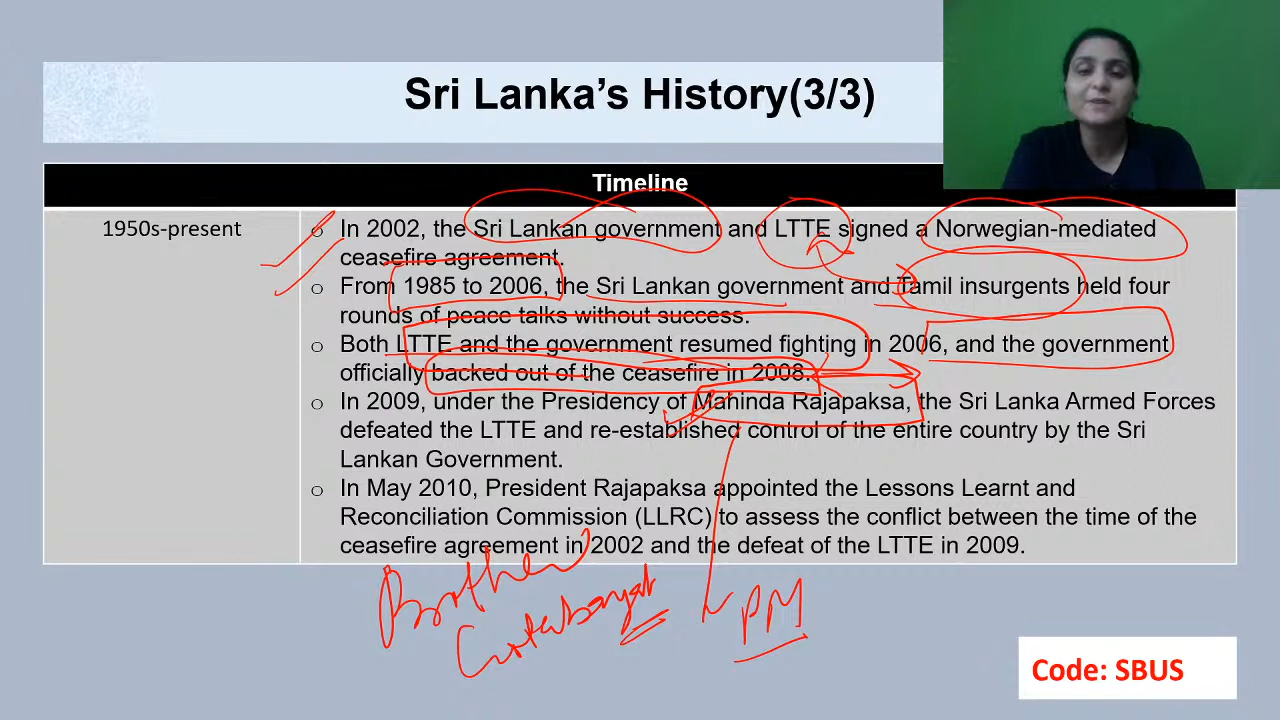 Sri Lanka's History(3/3)
Timeline
1950s-present
o In 2002, the Sri Lankan government and LTTE signed a Norwegian-mediated
ceasefire agreement.
o From 1985 to 2006, the Sri Lankan government and Tamil insurgents held four
rounds of peace talks without success.
o Both LTTE and the government resumed fighting in 2006, and the government
officially backed out of the ceasefire in 2008.
o In 2009, under the Presidency of Mahinda Rajapaksa, the Sri Lanka Armed Forces
defeated the LTTE and re-established control of the entire country by the Sri
Lankan Government.
o In May 2010, President Rajapaksa appointed the Lessons Learnt and
Reconciliation Commission (LLRC) to assess the conflict between the time of the
ceasefire agreement in 2002 and the defeat of the LTTE in 2009.
Brother
PM
Code: SBUS